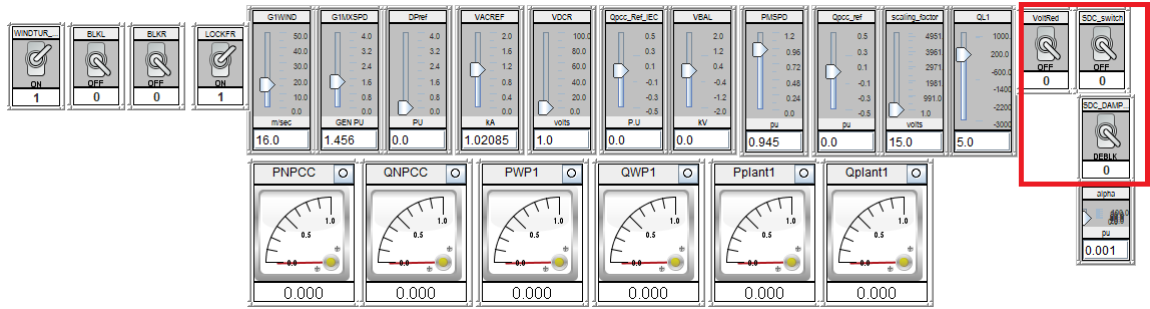 WINDTUR_...
ON
1
BLKL
OFF
0
BLKR
OFF
0
LOCKFR
ON
1
G1WIND
50.0
40.0
30.0
20.0
10.0
0.0
m/sec
16.0
G1MXSPD
4.0
3.2
2.4
1.6
0.8
0.0
GEN PU
1.456
DPref
4.0
3.2
2.4
1.6
0.8
0.0
PU
0.0
VACREF
2.0
1.6
1.2
0.8
0.4
0.0
kA
1.02085
VDCR
100.0
80.0
60.0
40.0
20.0
0.0
volts
1.0
Qpcc_Ref_IEC
0.5
0.3
0.1
-0.1
-0.3
-0.5
P.U
0.0
VBAL
2.0
1.2
0.4
-0.4
-1.2
-2.0
kV
0.0
PMSPD
1.2
0.96
0.72
0.48
0.24
0.0
pu
0.945
Qpcc_ref
0.5
0.3
0.1
-0.1
-0.3
-0.5
pu
0.0
scaling_factor
4951
3961
2971
1981
991.0
1.0
volts
15.0
QL1
1000.
200.0
-600.0
-1400
-2200
-3000
5.0
VoltRed
OFF
0
SDC_switch
OFF
0
SDC_DAMP...
DEBLK
0
alpha
pu
0.001
PNPCC
1.0
0.5
0.0
0.000
QNPCC
1.0
0.5
0.0
0.000
PWP1
1.0
0.5
0.0
0.000
QWP1
1.0
0.5
0.0
0.000
Pplant1
1.0
0.5
0.0
0.000
Qplant1
1.0
0.5
0.0
0.000